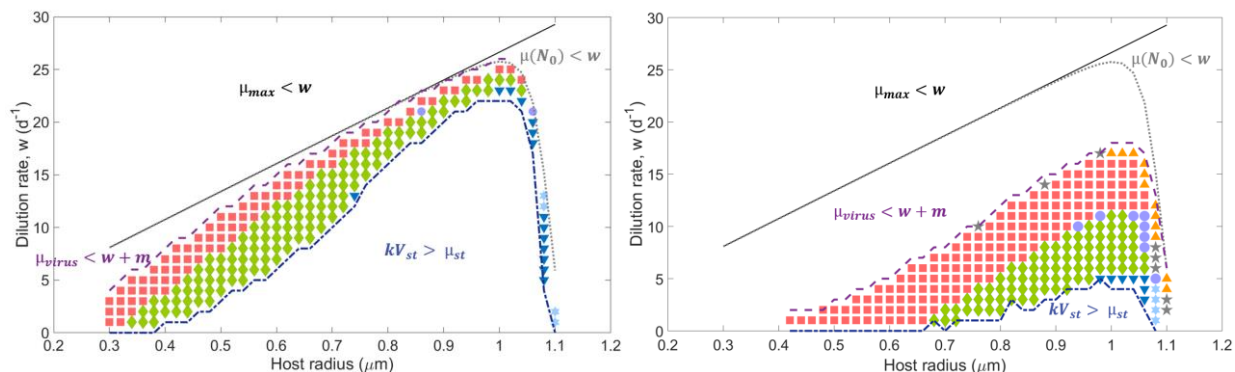 30
25
20
15
10
5
0
Dilution rate, w (d⁻¹)
μmax < w
μ(N₀) < w
μvirus < w + m
kVst > μst
0.2 0.3 0.4 0.5 0.6 0.7 0.8 0.9 1 1.1 1.2
Host radius (μm)
30
25
20
15
10
5
0
Dilution rate, w (d⁻¹)
μ(N₀) < w
μmax < w
μvirus < w + m
kVst > μst
0.2 0.3 0.4 0.5 0.6 0.7 0.8 0.9 1 1.1 1.2
Host radius (μm)